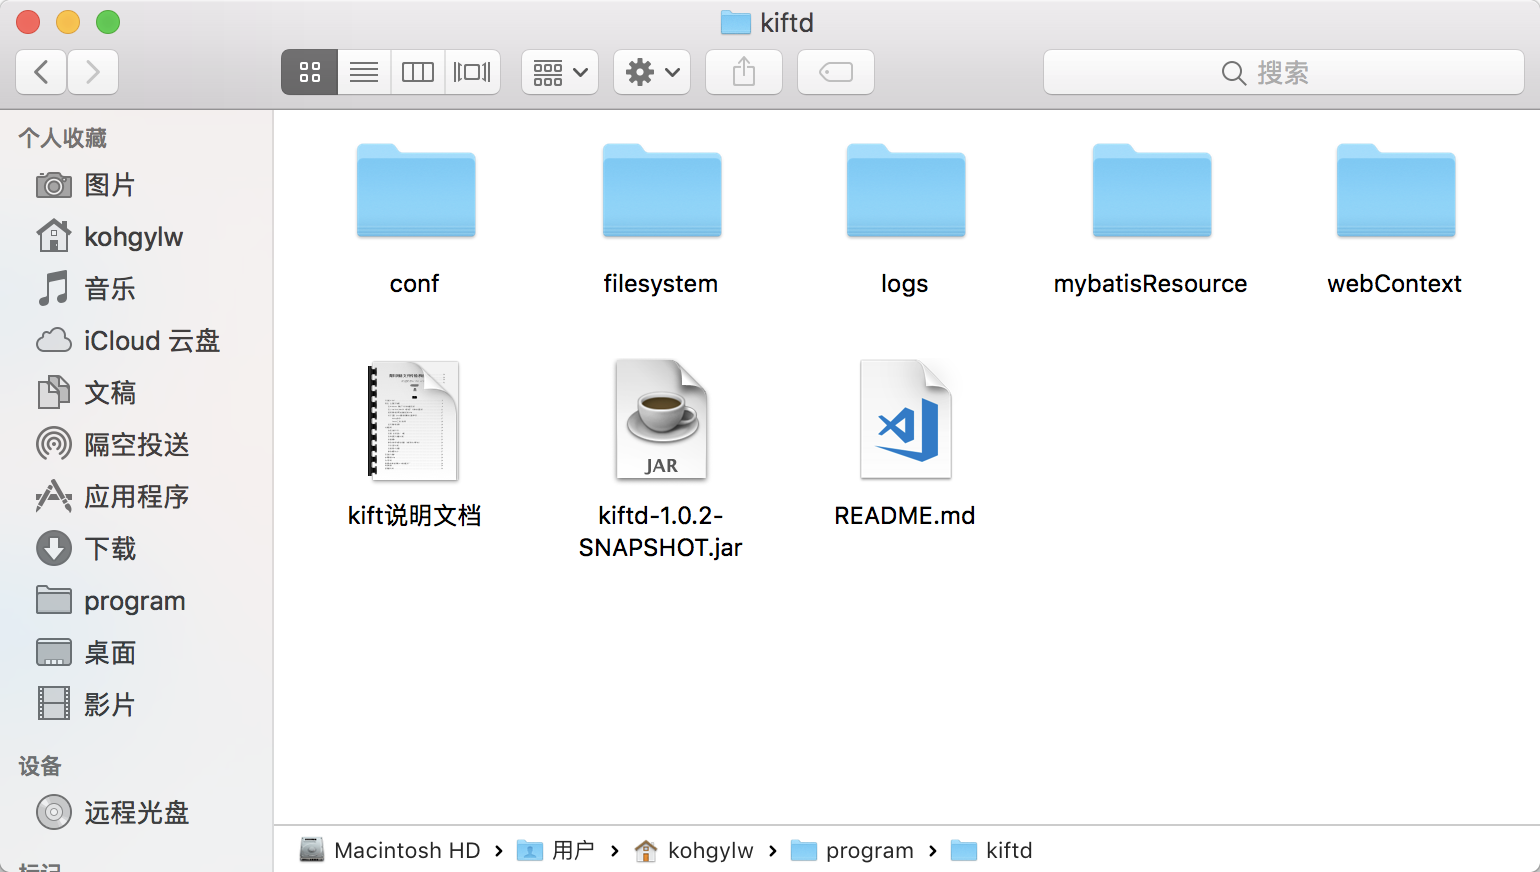 kiftd
搜索
个人收藏
图片
kohgylw
音乐
iCloud 云盘
文稿
隔空投送
应用程序
下载
program
桌面
影片
设备
远程光盘
标记
conf
filesystem
logs
mybatisResource
webContext
kift说明文档
JAR
kiftd-1.0.2-
SNAPSHOT.jar
README.md
Macintosh HD › 用户 › kohgylw › program › kiftd